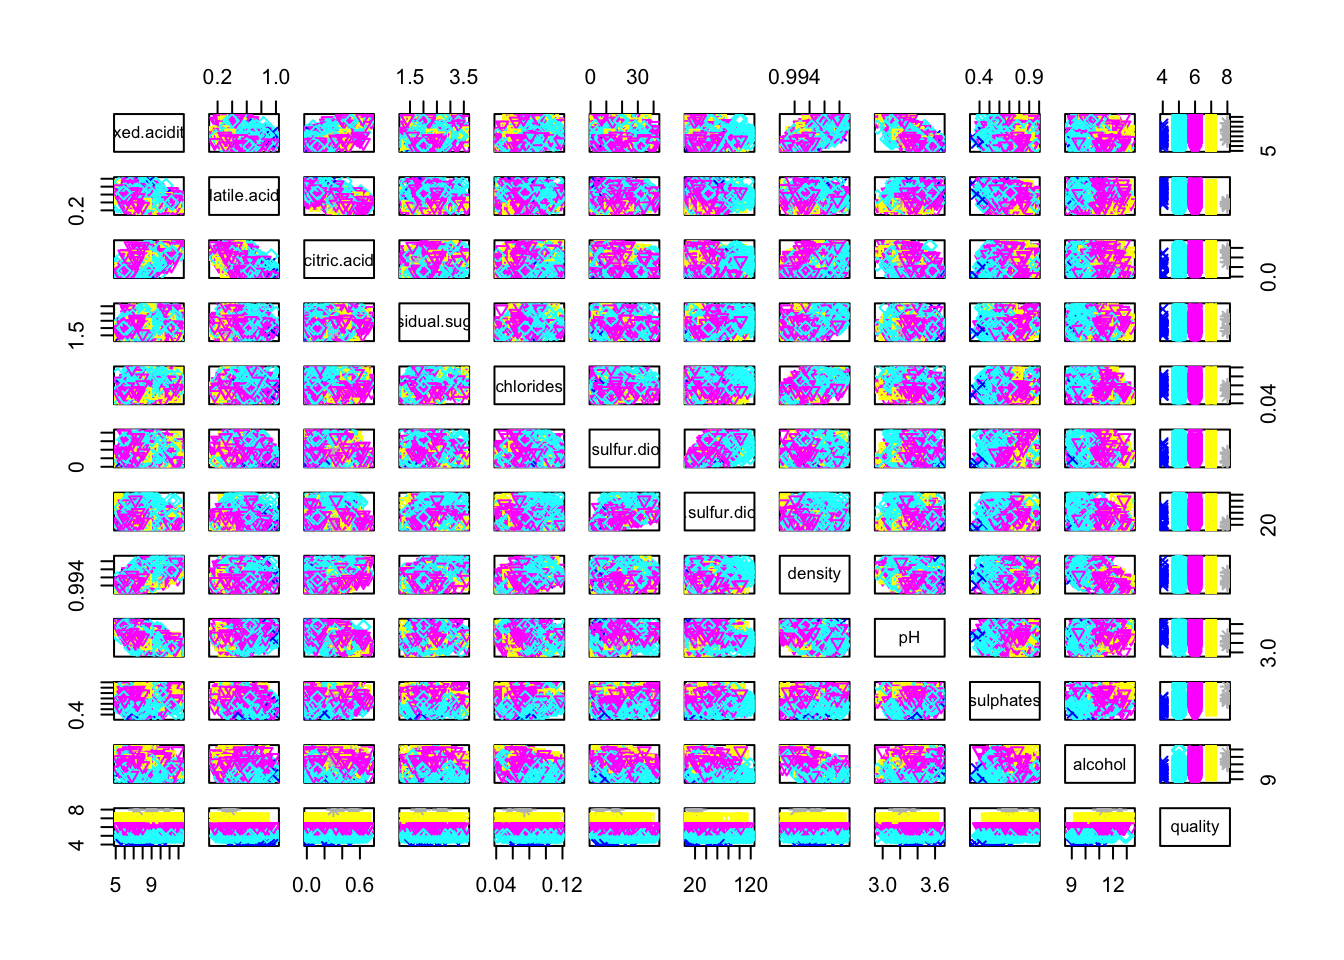 0.2 1.0 1.5 3.5 0 30 0.994 0.4 0.9 4 6 8
xed.acidit 5
0.2 latile.acid
citric.acid 0.0
1.5 sidual.sug
chlorides 0.04
0 sulfur.dio
sulfur.dio 20
0.994 density
pH 3.0
0.4 sulphates
alcohol 9
4 8 quality
5 9 0.0 0.6 0.04 0.12 20 120 3.0 3.6 9 12